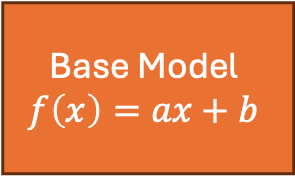 Base Model
f(x) = ax + b